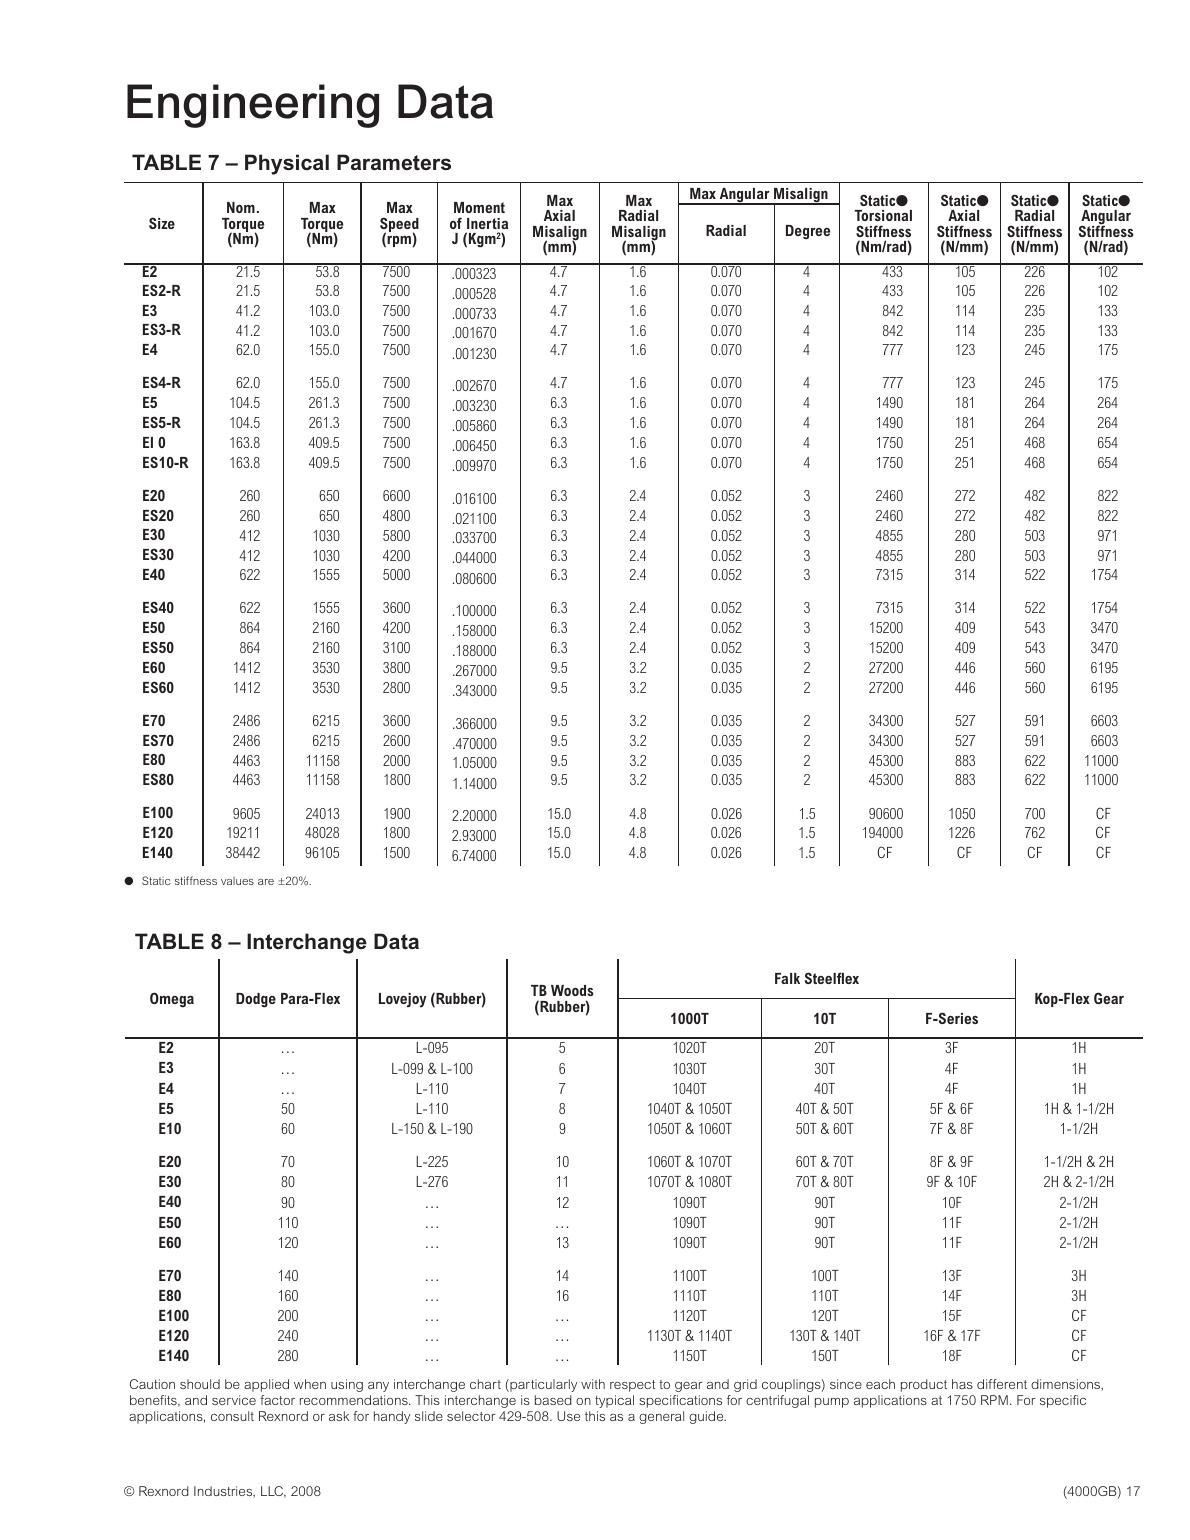 Engineering Data
TABLE 7 – Physical Parameters
Size Nom. Torque (Nm) Max Torque (Nm) Max Speed (rpm) Moment of Inertia J (Kgm²) Max Axial Misalign (mm) Max Radial Misalign (mm) Max Angular Misalign Radial Degree Static● Torsional Stiffness (Nm/rad) Static● Axial Stiffness (N/mm) Static● Radial Stiffness (N/mm) Static● Angular Stiffness (N/rad)
E2 21.5 53.8 7500 .000323 4.7 1.6 0.070 4 433 105 226 102
ES2-R 21.5 53.8 7500 .000528 4.7 1.6 0.070 4 433 105 226 102
E3 41.2 103.0 7500 .000733 4.7 1.6 0.070 4 842 114 235 133
ES3-R 41.2 103.0 7500 .001670 4.7 1.6 0.070 4 842 114 235 133
E4 62.0 155.0 7500 .001230 4.7 1.6 0.070 4 777 123 245 175
ES4-R 62.0 155.0 7500 .002670 4.7 1.6 0.070 4 777 123 245 175
E5 104.5 261.3 7500 .003230 6.3 1.6 0.070 4 1490 181 264 264
ES5-R 104.5 261.3 7500 .005860 6.3 1.6 0.070 4 1490 181 264 264
El 0 163.8 409.5 7500 .006450 6.3 1.6 0.070 4 1750 251 468 654
ES10-R 163.8 409.5 7500 .009970 6.3 1.6 0.070 4 1750 251 468 654
E20 260 650 6600 .016100 6.3 2.4 0.052 3 2460 272 482 822
ES20 260 650 4800 .021100 6.3 2.4 0.052 3 2460 272 482 822
E30 412 1030 5800 .033700 6.3 2.4 0.052 3 4855 280 503 971
ES30 412 1030 4200 .044000 6.3 2.4 0.052 3 4855 280 503 971
E40 622 1555 5000 .080600 6.3 2.4 0.052 3 7315 314 522 1754
ES40 622 1555 3600 .100000 6.3 2.4 0.052 3 7315 314 522 1754
E50 864 2160 4200 .158000 6.3 2.4 0.052 3 15200 409 543 3470
ES50 864 2160 3100 .188000 6.3 2.4 0.052 3 15200 409 543 3470
E60 1412 3530 3800 .267000 9.5 3.2 0.035 2 27200 446 560 6195
ES60 1412 3530 2800 .343000 9.5 3.2 0.035 2 27200 446 560 6195
E70 2486 6215 3600 .366000 9.5 3.2 0.035 2 34300 527 591 6603
ES70 2486 6215 2600 .470000 9.5 3.2 0.035 2 34300 527 591 6603
E80 4463 11158 2000 1.05000 9.5 3.2 0.035 2 45300 883 622 11000
ES80 4463 11158 1800 1.14000 9.5 3.2 0.035 2 45300 883 622 11000
E100 9605 24013 1900 2.20000 15.0 4.8 0.026 1.5 90600 1050 700 CF
E120 19211 48028 1800 2.93000 15.0 4.8 0.026 1.5 194000 1226 762 CF
E140 38442 96105 1500 6.74000 15.0 4.8 0.026 1.5 CF CF CF CF
● Static stiffness values are ±20%.
TABLE 8 – Interchange Data
Omega Dodge Para-Flex Lovejoy (Rubber) TB Woods (Rubber) Falk Steelflex 1000T 10T F-Series Kop-Flex Gear
E2 ... L-095 5 1020T 20T 3F 1H
E3 ... L-099 & L-100 6 1030T 30T 4F 1H
E4 ... L-110 7 1040T 40T 4F 1H
E5 50 L-110 8 1040T & 1050T 40T & 50T 5F & 6F 1H & 1-1/2H
E10 60 L-150 & L-190 9 1050T & 1060T 50T & 60T 7F & 8F 1-1/2H
E20 70 L-225 10 1060T & 1070T 60T & 70T 8F & 9F 1-1/2H & 2H
E30 80 L-276 11 1070T & 1080T 70T & 80T 9F & 10F 2H & 2-1/2H
E40 90 ... 12 1090T 90T 10F 2-1/2H
E50 110 ... ... 1090T 90T 11F 2-1/2H
E60 120 ... 13 1090T 90T 11F 2-1/2H
E70 140 ... 14 1100T 100T 13F 3H
E80 160 ... 16 1110T 110T 14F 3H
E100 200 ... ... 1120T 120T 15F CF
E120 240 ... ... 1130T & 1140T 130T & 140T 16F & 17F CF
E140 280 ... ... 1150T 150T 18F CF
Caution should be applied when using any interchange chart (particularly with respect to gear and grid couplings) since each product has different dimensions,
benefits, and service factor recommendations. This interchange is based on typical specifications for centrifugal pump applications at 1750 RPM. For specific
applications, consult Rexnord or ask for handy slide selector 429-508. Use this as a general guide.
© Rexnord Industries, LLC, 2008 (4000GB) 17